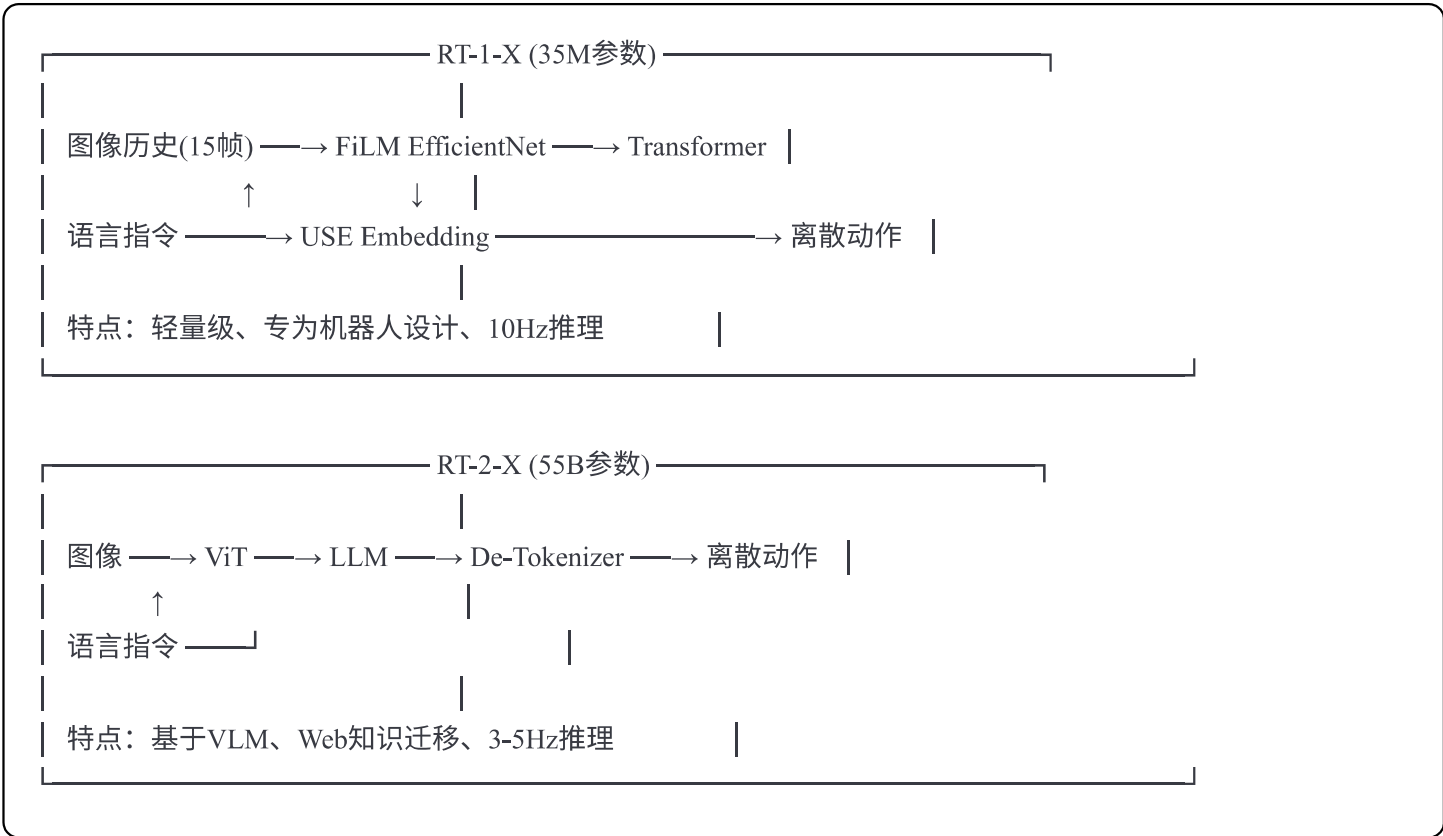 RT-1-X (35M参数)
图像历史(15帧) ──→ FiLM EfficientNet ──→ Transformer
↑ ↓
语言指令 ────→ USE Embedding ──────────→ 离散动作
特点：轻量级、专为机器人设计、10Hz推理
RT-2-X (55B参数)
图像 ──→ ViT ──→ LLM ──→ De-Tokenizer ──→ 离散动作
↑
语言指令 ───┘
特点：基于VLM、Web知识迁移、3-5Hz推理